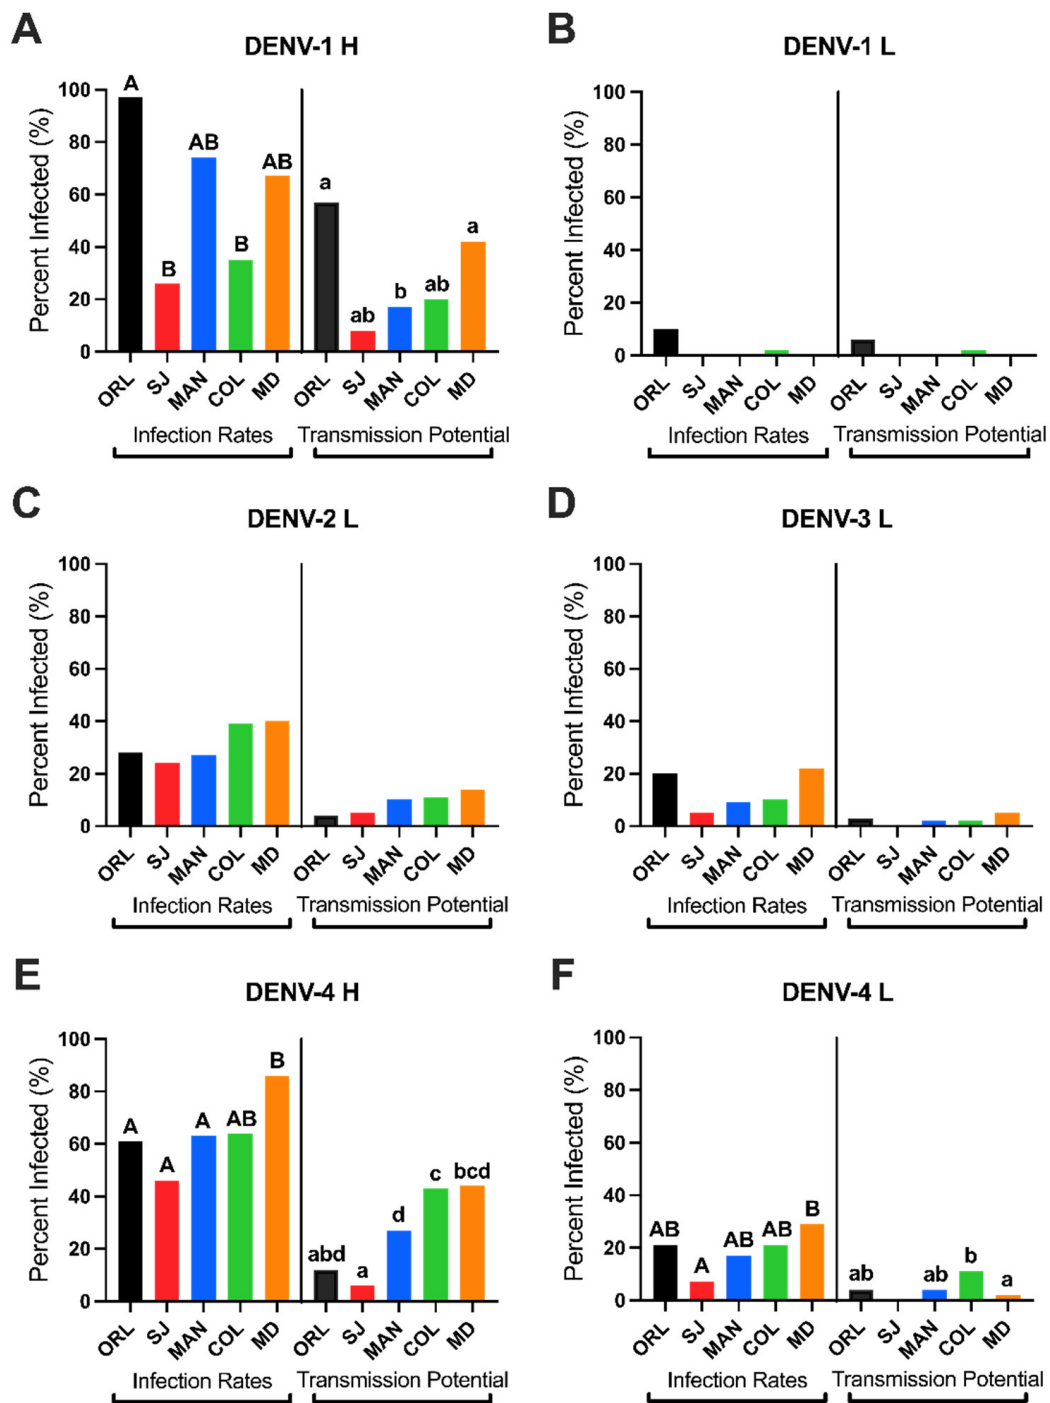 A
DENV-1 H
Percent Infected (%)
100
80
60
40
20
0
A
B
AB
B
AB
a
ab
b
ab
a
ORL SJ MAN COL MD ORL SJ MAN COL MD
Infection Rates Transmission Potential
B
DENV-1 L
Percent Infected (%)
100
80
60
40
20
0
ORL SJ MAN COL MD ORL SJ MAN COL MD
Infection Rates Transmission Potential
C
DENV-2 L
Percent Infected (%)
100
80
60
40
20
0
ORL SJ MAN COL MD ORL SJ MAN COL MD
Infection Rates Transmission Potential
D
DENV-3 L
Percent Infected (%)
100
80
60
40
20
0
ORL SJ MAN COL MD ORL SJ MAN COL MD
Infection Rates Transmission Potential
E
DENV-4 H
Percent Infected (%)
100
80
60
40
20
0
A
A
A
AB
B
abd
a
d
c
bcd
ORL SJ MAN COL MD ORL SJ MAN COL MD
Infection Rates Transmission Potential
F
DENV-4 L
Percent Infected (%)
100
80
60
40
20
0
AB
A
AB
AB
B
ab
ab
b
a
ORL SJ MAN COL MD ORL SJ MAN COL MD
Infection Rates Transmission Potential